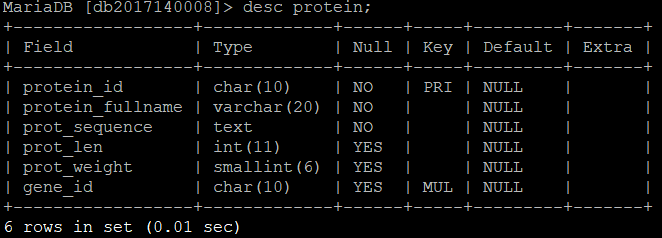 MariaDB [db2017140008]> desc protein;
+------------------+-------------+------+-----+---------+-------+
| Field            | Type        | Null | Key | Default | Extra |
+------------------+-------------+------+-----+---------+-------+
| protein_id       | char(10)    | NO   | PRI | NULL    |       |
| protein_fullname | varchar(20) | NO   |     | NULL    |       |
| prot_sequence    | text        | NO   |     | NULL    |       |
| prot_len         | int(11)     | YES  |     | NULL    |       |
| prot_weight      | smallint(6) | YES  |     | NULL    |       |
| gene_id          | char(10)    | YES  | MUL | NULL    |       |
+------------------+-------------+------+-----+---------+-------+
6 rows in set (0.01 sec)